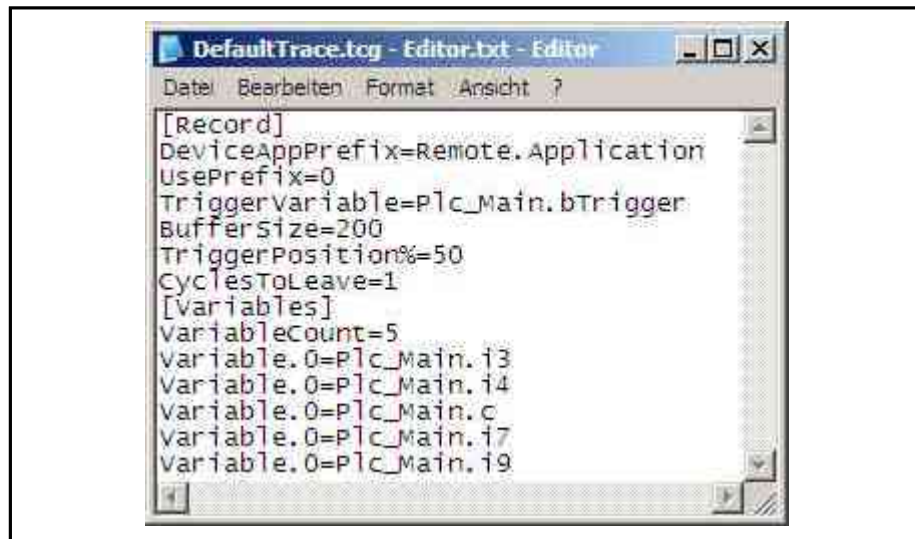 DefaultTrace.tcg - Editor.txt - Editor
Datei Bearbeiten Format Ansicht ?
[Record]
DeviceAppPrefix=Remote.Application
UsePrefix=0
TriggerVariable=Plc_Main.bTrigger
BufferSize=200
TriggerPosition%=50
CyclesToLeave=1
[Variables]
VariableCount=5
Variable.0=Plc_Main.i3
Variable.0=Plc_Main.i4
Variable.0=Plc_Main.c
Variable.0=Plc_Main.i7
Variable.0=Plc_Main.i9